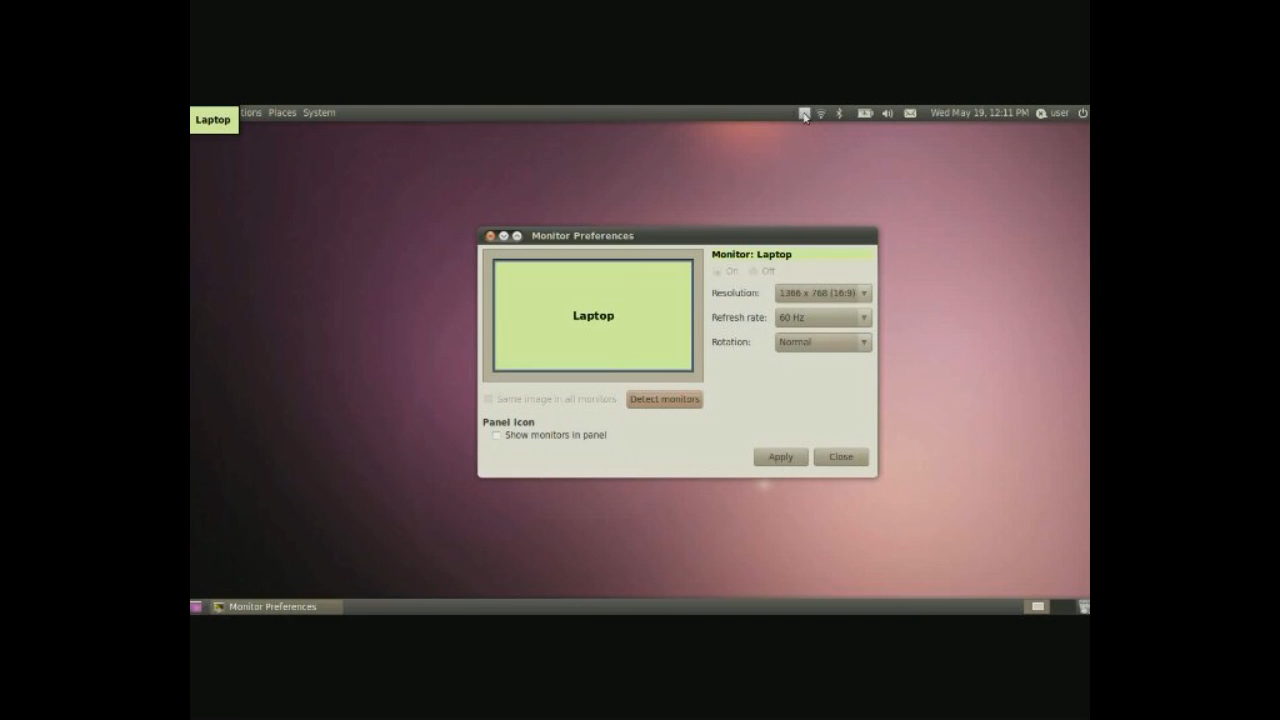 Laptop
tions Places System
Wed May 19, 12:11 PM user
Monitor Preferences
Laptop
Monitor: Laptop
On Off
Resolution: 1366 x 768 (16:9)
Refresh rate: 60 Hz
Rotation: Normal
Same image in all monitors Detect monitors
Panel Icon
Show monitors in panel
Apply Close
Monitor Preferences